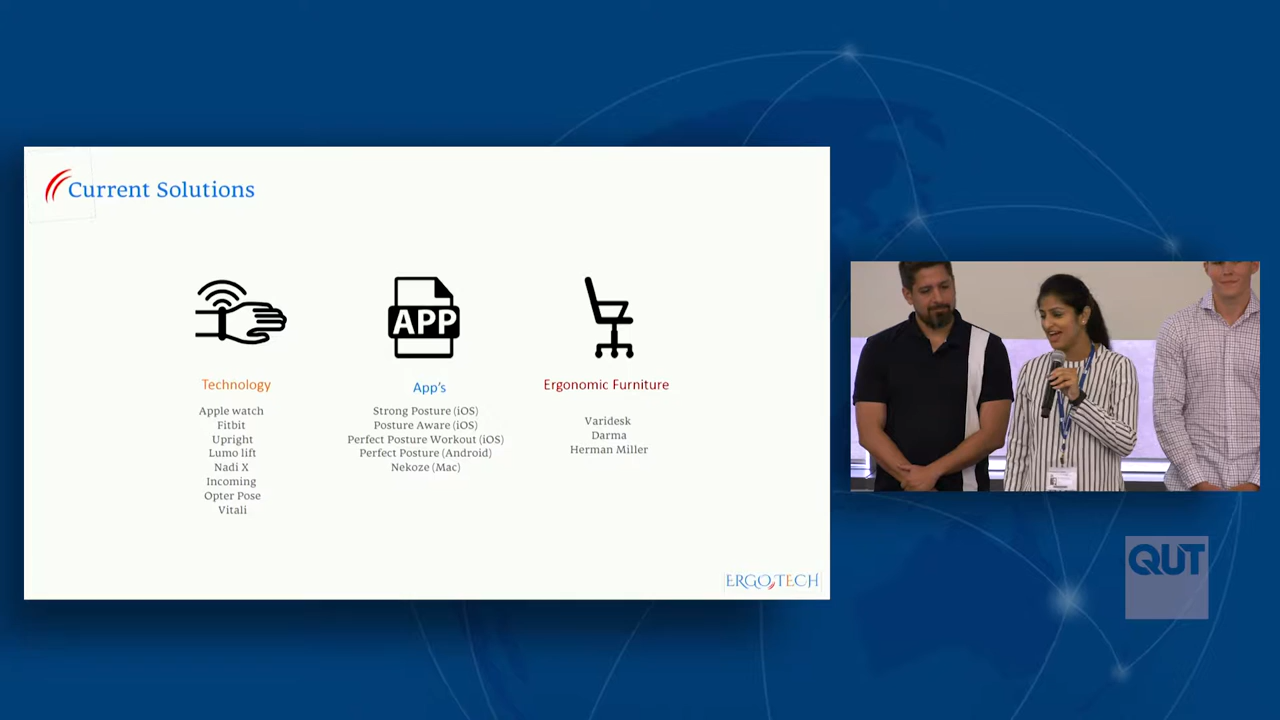 Current Solutions
APP
Technology
Apple watch
Fitbit
Upright
Lumo lift
Nadi X
Incoming
Opter Pose
Vitali
App's
Strong Posture (iOS)
Posture Aware (iOS)
Perfect Posture Workout (iOS)
Perfect Posture (Android)
Nekoze (Mac)
Ergonomic Furniture
Varidesk
Darma
Herman Miller
ERGOTECH
QUT